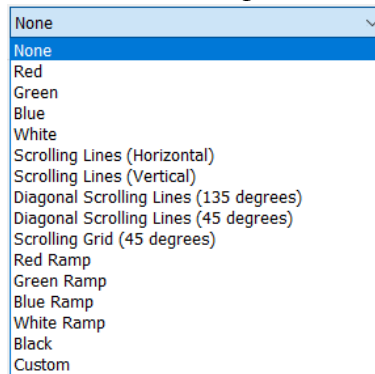 None
None
Red
Green
Blue
White
Scrolling Lines (Horizontal)
Scrolling Lines (Vertical)
Diagonal Scrolling Lines (135 degrees)
Diagonal Scrolling Lines (45 degrees)
Scrolling Grid (45 degrees)
Red Ramp
Green Ramp
Blue Ramp
White Ramp
Black
Custom